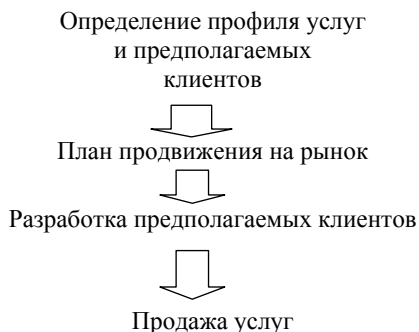 Определение профиля услуг
и предполагаемых
клиентов
План продвижения на рынок
Разработка предполагаемых клиентов
Продажа услуг